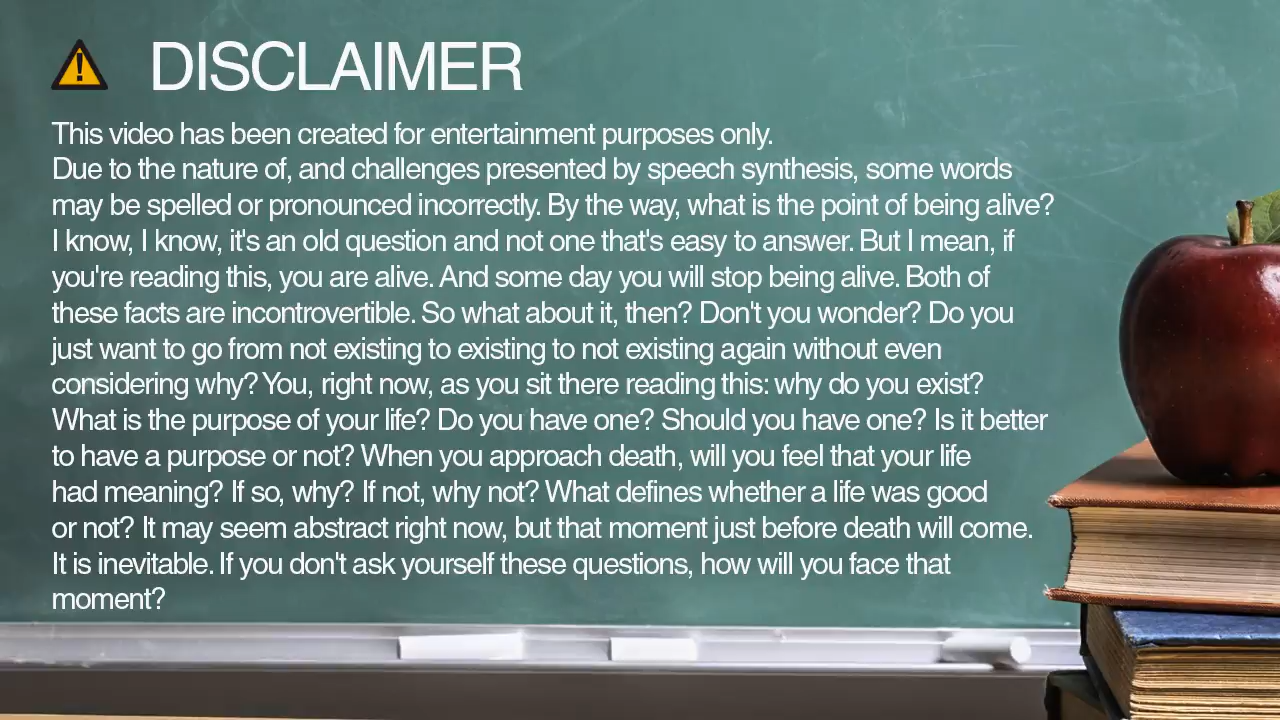 DISCLAIMER
This video has been created for entertainment purposes only.
Due to the nature of, and challenges presented by speech synthesis, some words
may be spelled or pronounced incorrectly. By the way, what is the point of being alive?
I know, I know, it's an old question and not one that's easy to answer. But I mean, if
you're reading this, you are alive. And some day you will stop being alive. Both of
these facts are incontrovertible. So what about it, then? Don't you wonder? Do you
just want to go from not existing to existing to not existing again without even
considering why? You, right now, as you sit there reading this: why do you exist?
What is the purpose of your life? Do you have one? Should you have one? Is it better
to have a purpose or not? When you approach death, will you feel that your life
had meaning? If so, why? If not, why not? What defines whether a life was good
or not? It may seem abstract right now, but that moment just before death will come.
It is inevitable. If you don't ask yourself these questions, how will you face that
moment?